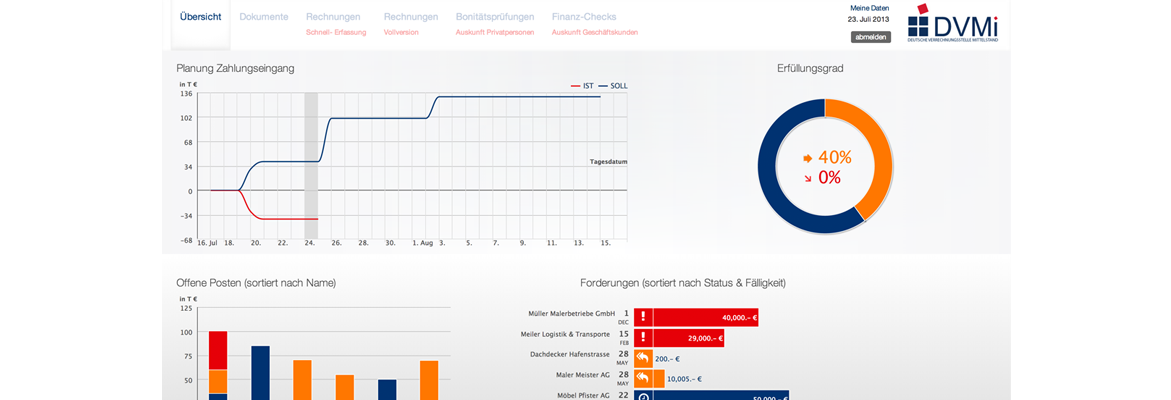 Übersicht Dokumente Rechnungen Rechnungen Bonitätsprüfungen Finanz-Checks
Schnell- Erfassung Vollversion Auskunft Privatpersonen Auskunft Geschäftskunden
Meine Daten
23. Juli 2013
abmelden
DVMi
DEUTSCHE VERRECHNUNGSSTELLE MITTELSTAND
Planung Zahlungseingang
in T €
IST SOLL
136
102
68
34
0
-34
-68
Tagesdatum
16. Jul 18. 20. 22. 24. 26. 28. 30. 1. Aug 3. 5. 7. 9. 11. 13. 15.
Erfüllungsgrad
40%
0%
Offene Posten (sortiert nach Name)
in T €
125
100
75
50
Forderungen (sortiert nach Status & Fälligkeit)
Müller Malerbetriebe GmbH 1 DEC 40,000.- €
Meiler Logistik & Transporte 15 FEB 29,000.- €
Dachdecker Hafenstrasse 28 MAY 200.- €
Maler Meister AG 28 MAY 10,005.- €
Möbel Pfister AG 22 50,000.- €